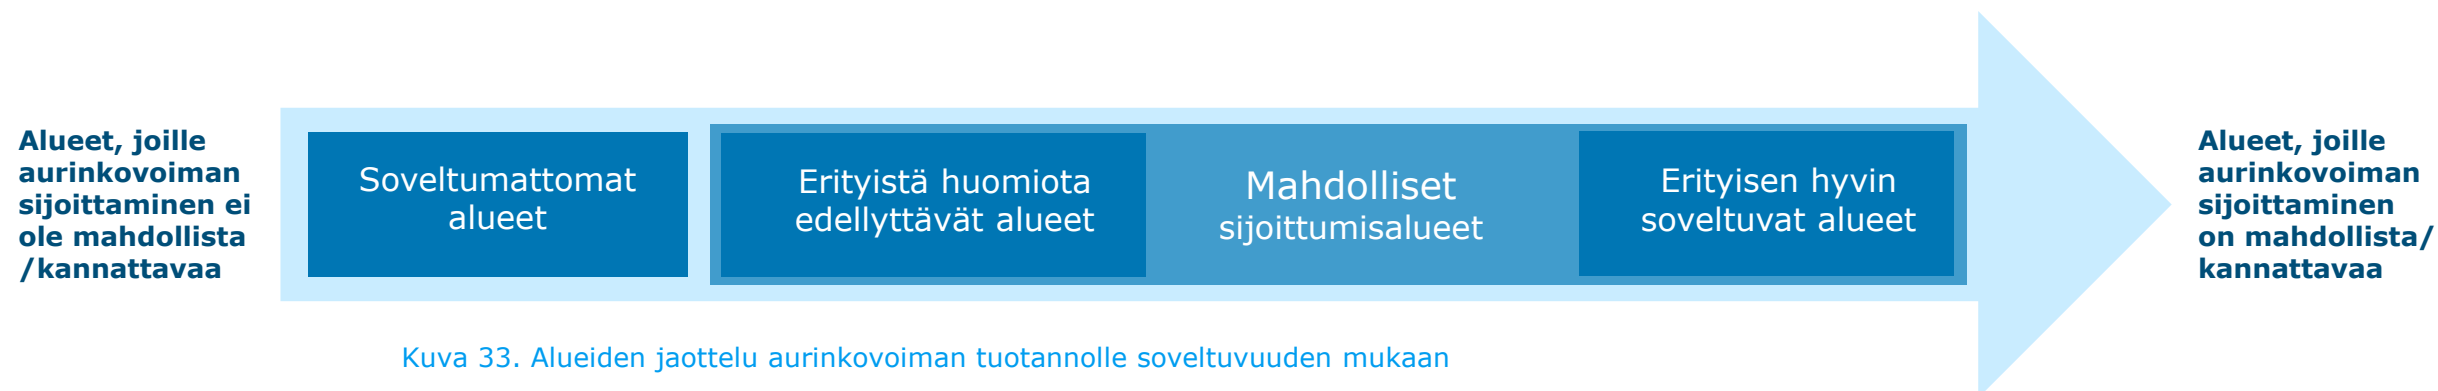 Alueet, joille
aurinkovoiman
sijoittaminen ei
ole mahdollista
/kannattavaa
Soveltumattomat
alueet
Erityistä huomiota
edellyttävät alueet
Mahdolliset
sijoittumisalueet
Erityisen hyvin
soveltuvat alueet
Alueet, joille
aurinkovoiman
sijoittaminen
on mahdollista/
kannattavaa
Kuva 33. Alueiden jaottelu aurinkovoiman tuotannolle soveltuvuuden mukaan